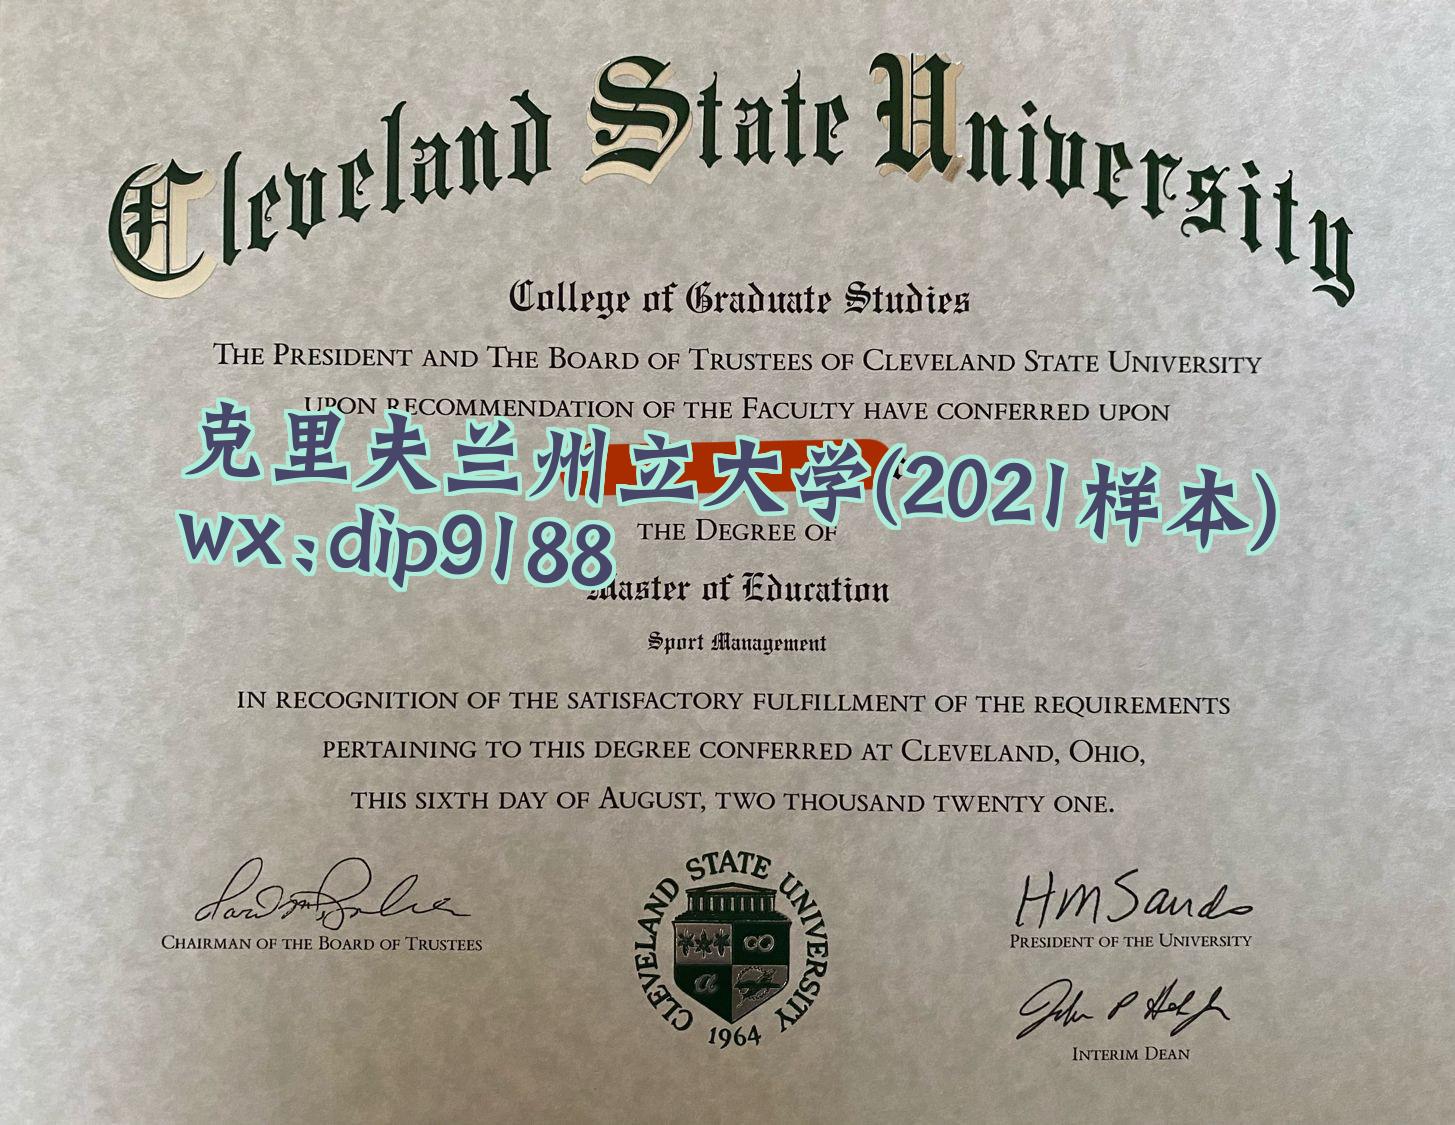 Cleveland State University
College of Graduate Studies
THE PRESIDENT AND THE BOARD OF TRUSTEES OF CLEVELAND STATE UNIVERSITY
UPON RECOMMENDATION OF THE FACULTY HAVE CONFERRED UPON
克里夫兰州立大学(2021样本)
wx:dip9188
THE DEGREE OF
Master of Education
Sport Management
IN RECOGNITION OF THE SATISFACTORY FULFILLMENT OF THE REQUIREMENTS
PERTAINING TO THIS DEGREE CONFERRED AT CLEVELAND, OHIO,
THIS SIXTH DAY OF AUGUST, TWO THOUSAND TWENTY ONE.
CHAIRMAN OF THE BOARD OF TRUSTEES
CLEVELAND STATE UNIVERSITY
1964
HM Sands
PRESIDENT OF THE UNIVERSITY
INTERIM DEAN